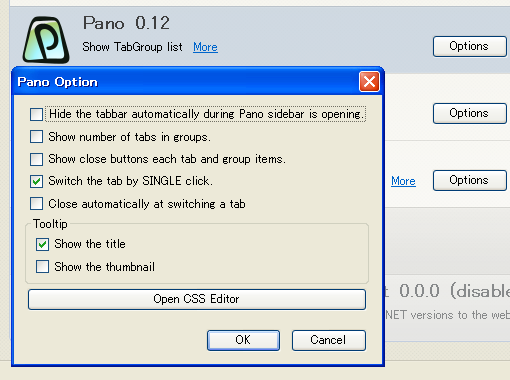 Pano 0.12
Show TabGroup list More
Options
Pano Option
Options
Hide the tabbar automatically during Pano sidebar is opening.
Show number of tabs in groups.
Show close buttons each tab and group items.
Switch the tab by SINGLE click.
More
Options
Close automatically at switching a tab
Tooltip
Show the title
Show the thumbnail
0.0.0 (disable
Open CSS Editor
.NET versions to the web
OK
Cancel